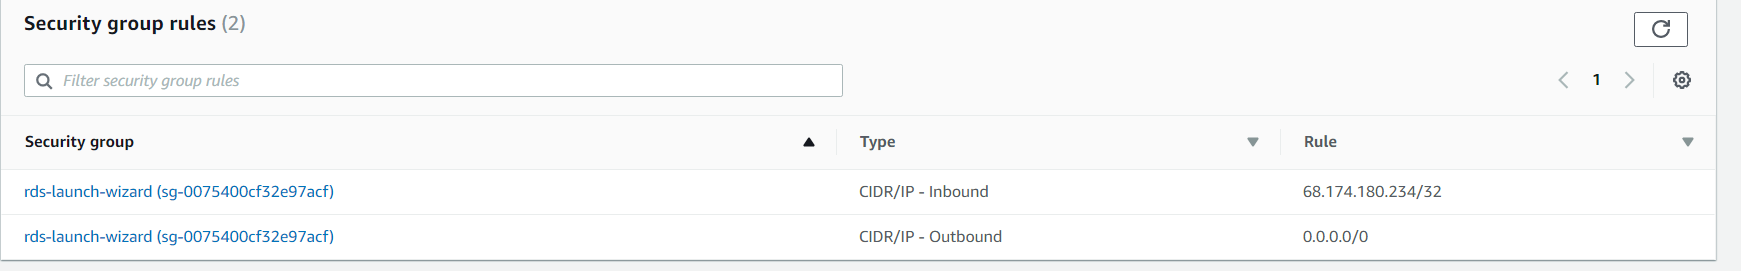 Security group rules (2)
Filter security group rules
1
Security group Type Rule
rds-launch-wizard (sg-0075400cf32e97acf) CIDR/IP - Inbound 68.174.180.234/32
rds-launch-wizard (sg-0075400cf32e97acf) CIDR/IP - Outbound 0.0.0.0/0